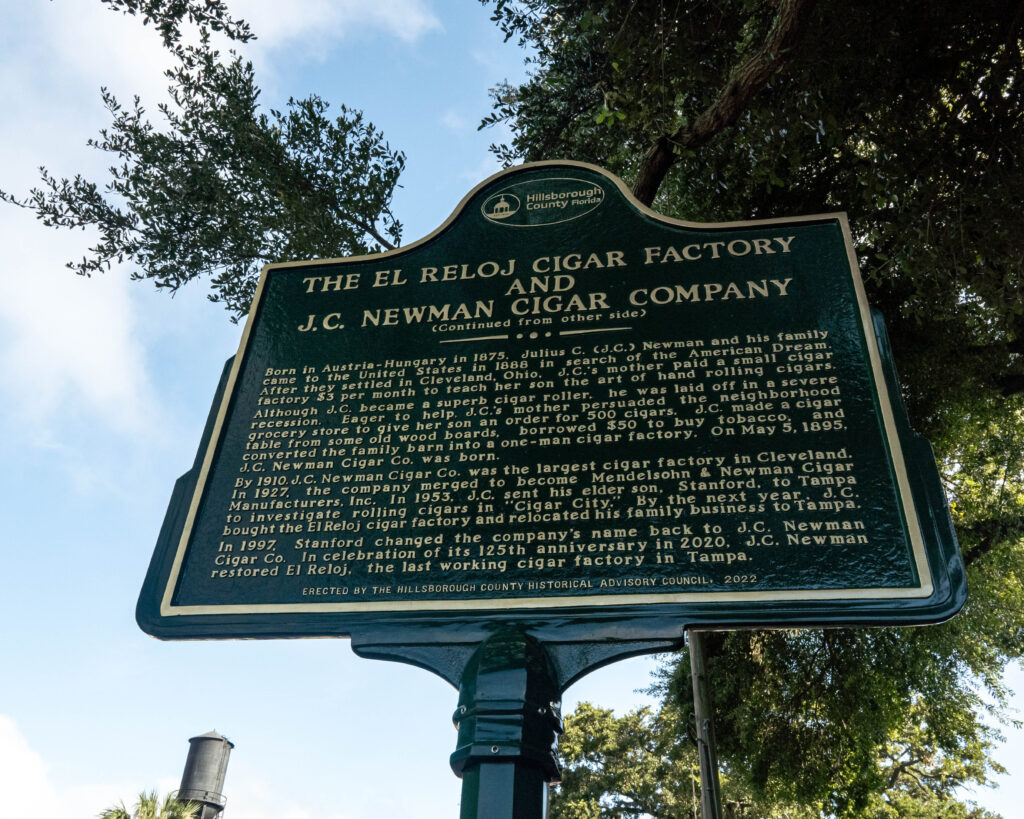 Hillsborough
County Florida
THE EL RELOJ CIGAR FACTORY
AND
J.C. NEWMAN CIGAR COMPANY
(Continued from other side)
Born in Austria-Hungary in 1875, Julius C. (J.C.) Newman and his family
came to the United States in 1888 in search of the American Dream.
After they settled in Cleveland, Ohio, J.C.'s mother paid a small cigar
factory $3 per month to teach her son the art of hand rolling cigars.
Although J.C. became a superb cigar roller, he was laid off in a severe
recession. Eager to help, J.C.'s mother persuaded the neighborhood
grocery store to give her son an order for 500 cigars. J.C. made a cigar
table from some old wood boards, borrowed $50 to buy tobacco, and
converted the family barn into a one-man cigar factory. On May 5, 1895,
J.C. Newman Cigar Co. was born.
By 1910, J.C. Newman Cigar Co. was the largest cigar factory in Cleveland.
In 1927, the company merged to become Mendelsohn & Newman Cigar
Manufacturers, Inc. In 1953, J.C. sent his elder son, Stanford, to Tampa
to investigate rolling cigars in "Cigar City." By the next year, J.C.
bought the El Reloj cigar factory and relocated his family business to Tampa.
In 1997, Stanford changed the company's name back to J.C. Newman
Cigar Co. In celebration of its 125th anniversary in 2020, J.C. Newman
restored El Reloj, the last working cigar factory in Tampa.
ERECTED BY THE HILLSBOROUGH COUNTY HISTORICAL ADVISORY COUNCIL, 2022